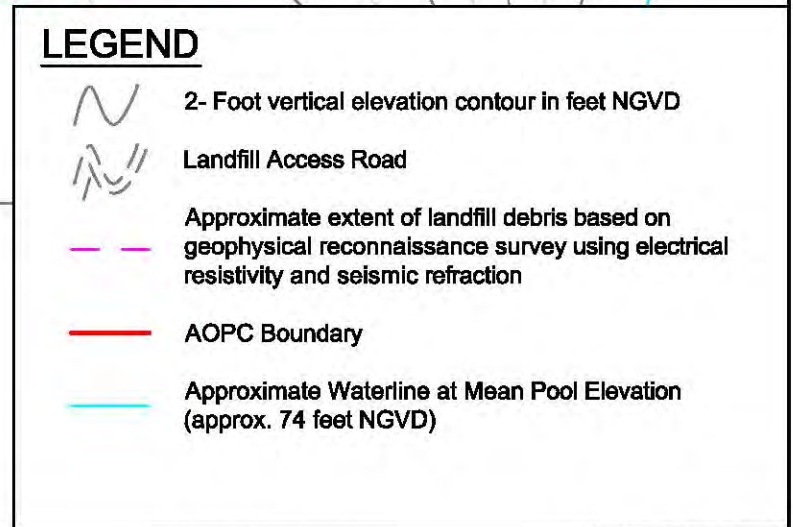 LEGEND
2- Foot vertical elevation contour in feet NGVD
Landfill Access Road
Approximate extent of landfill debris based on
geophysical reconnaissance survey using electrical
resistivity and seismic refraction
AOPC Boundary
Approximate Waterline at Mean Pool Elevation
(approx. 74 feet NGVD)